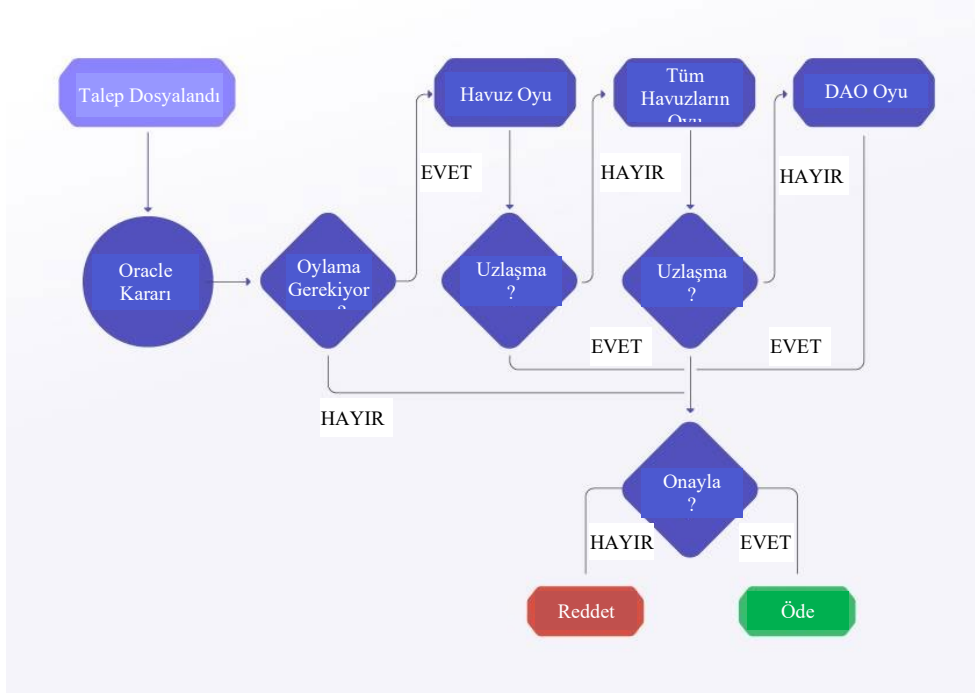 Talep Dosyalandı
Havuz Oyu
Tüm
Havuzların
DAO Oyu
EVET
HAYIR
HAYIR
Oracle
Kararı
Oylama
Gerekiyor
Uzlaşma
?
Uzlaşma
?
EVET
EVET
HAYIR
Onayla
?
HAYIR
EVET
Reddet
Öde